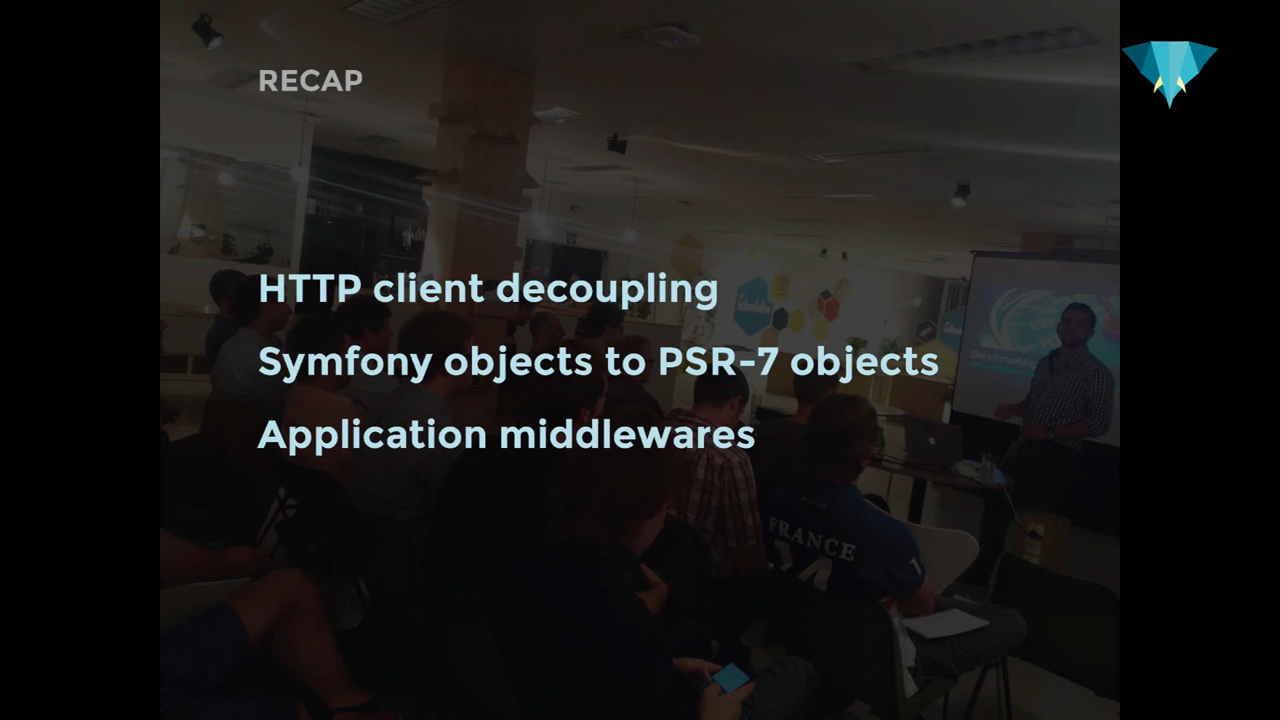 RECAP
HTTP client decoupling
Symfony objects to PSR-7 objects
Application middlewares
FRANCE